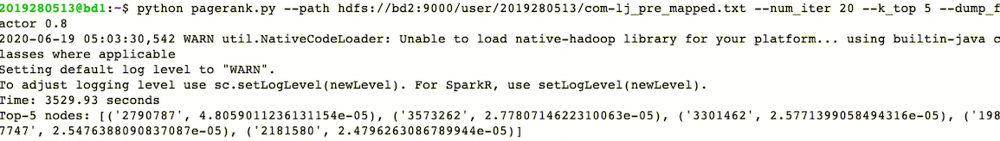 2019280513@bd1:~$ python pagerank.py --path hdfs://bd2:9000/user/2019280513/com-lj_pre_mapped.txt --num_iter 20 --k_top 5 --dump_f
actor 0.8
2020-06-19 05:03:30,542 WARN util.NativeCodeLoader: Unable to load native-hadoop library for your platform... using builtin-java c
lasses where applicable
Setting default log level to "WARN".
To adjust logging level use sc.setLogLevel(newLevel). For SparkR, use setLogLevel(newLevel).
Time: 3529.93 seconds
Top-5 nodes: [('2790787', 4.8059011236131154e-05), ('3573262', 2.7780714622310063e-05), ('3301462', 2.5771399058494316e-05), ('198
7747', 2.5476388090837087e-05), ('2181580', 2.4796263086789944e-05)]